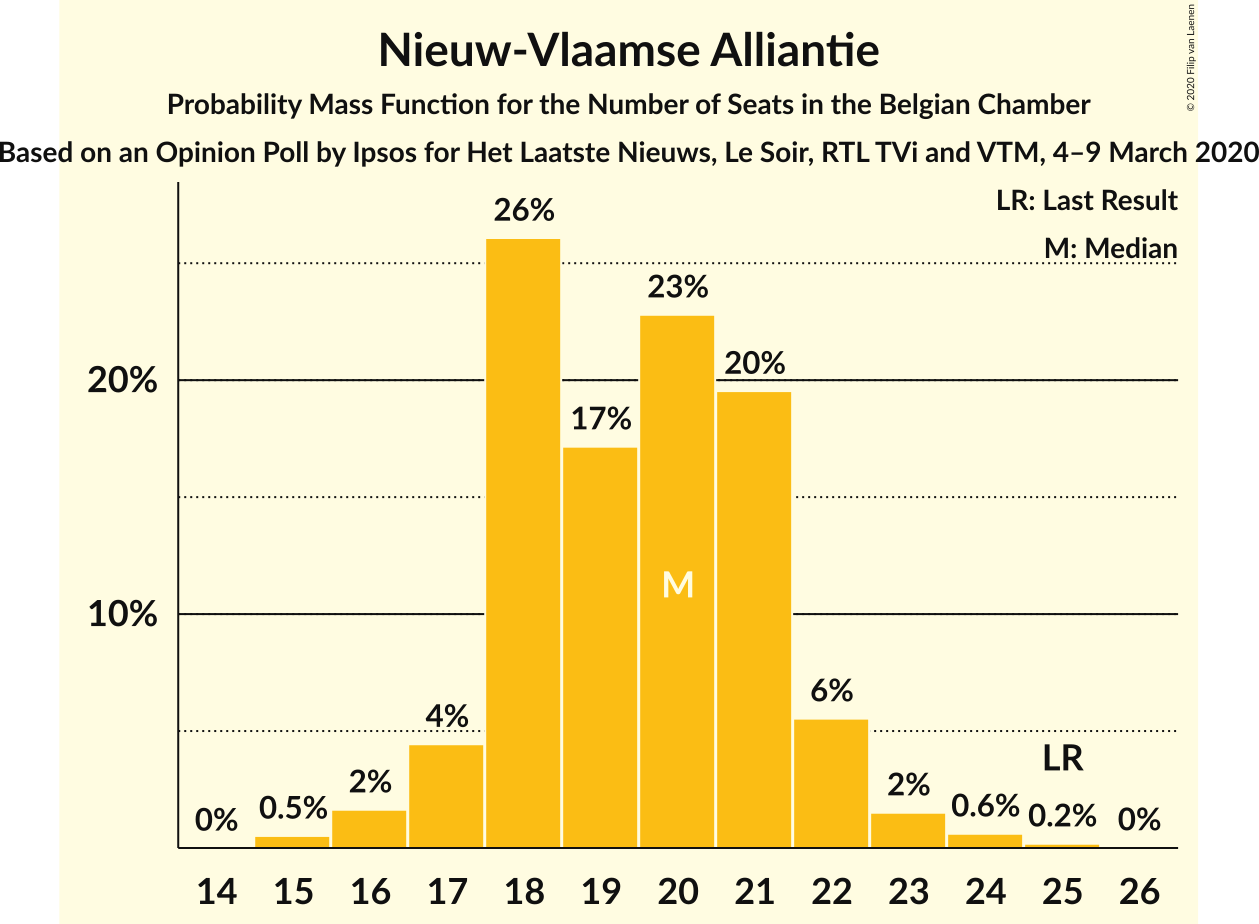 Nieuw-Vlaamse Alliantie
Probability Mass Function for the Number of Seats in the Belgian Chamber
Based on an Opinion Poll by Ipsos for Het Laatste Nieuws, Le Soir, RTL TVi and VTM, 4–9 March 2020
© 2020 Filip van Laenen
LR: Last Result
M: Median
26%
23%
20%
20%
17%
M
10%
6%
4%
LR
2%
2%
0%
0.5%
0.6%
0.2%
0%
14 15 16 17 18 19 20 21 22 23 24 25 26